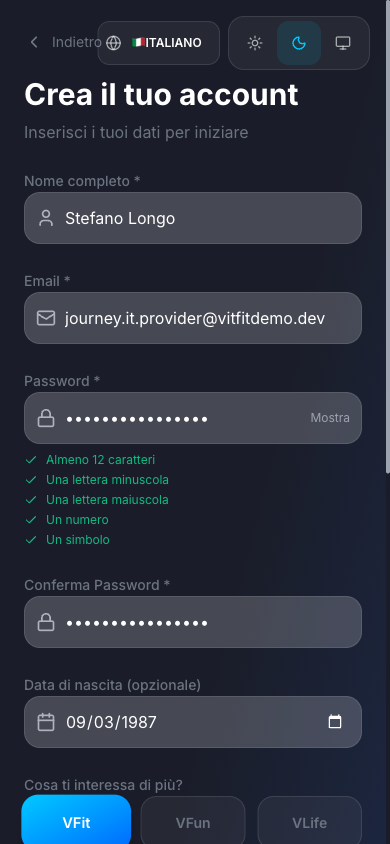 Indietro
ITALIANO
Crea il tuo account
Inserisci i tuoi dati per iniziare
Nome completo *
Stefano Longo
Email *
journey.it.provider@vitfitdemo.dev
Password *
••••••••••••••••
Mostra
Almeno 12 caratteri
Una lettera minuscola
Una lettera maiuscola
Un numero
Un simbolo
Conferma Password *
••••••••••••••••
Data di nascita (opzionale)
09/03/1987
Cosa ti interessa di più?
VFit
VFun
VLife